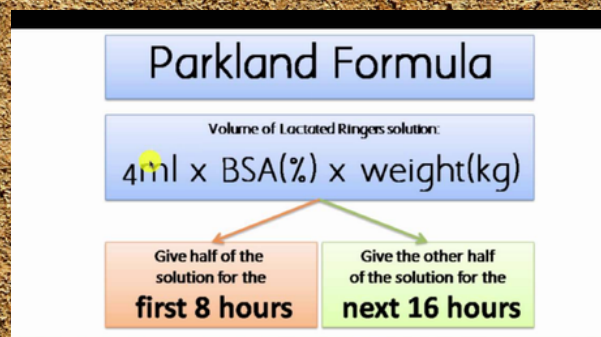 Parkland Formula
Volume of Lactated Ringers solution:
4ml x BSA(%) x weight(kg)
Give half of the
solution for the
first 8 hours
Give the other half
of the solution for the
next 16 hours